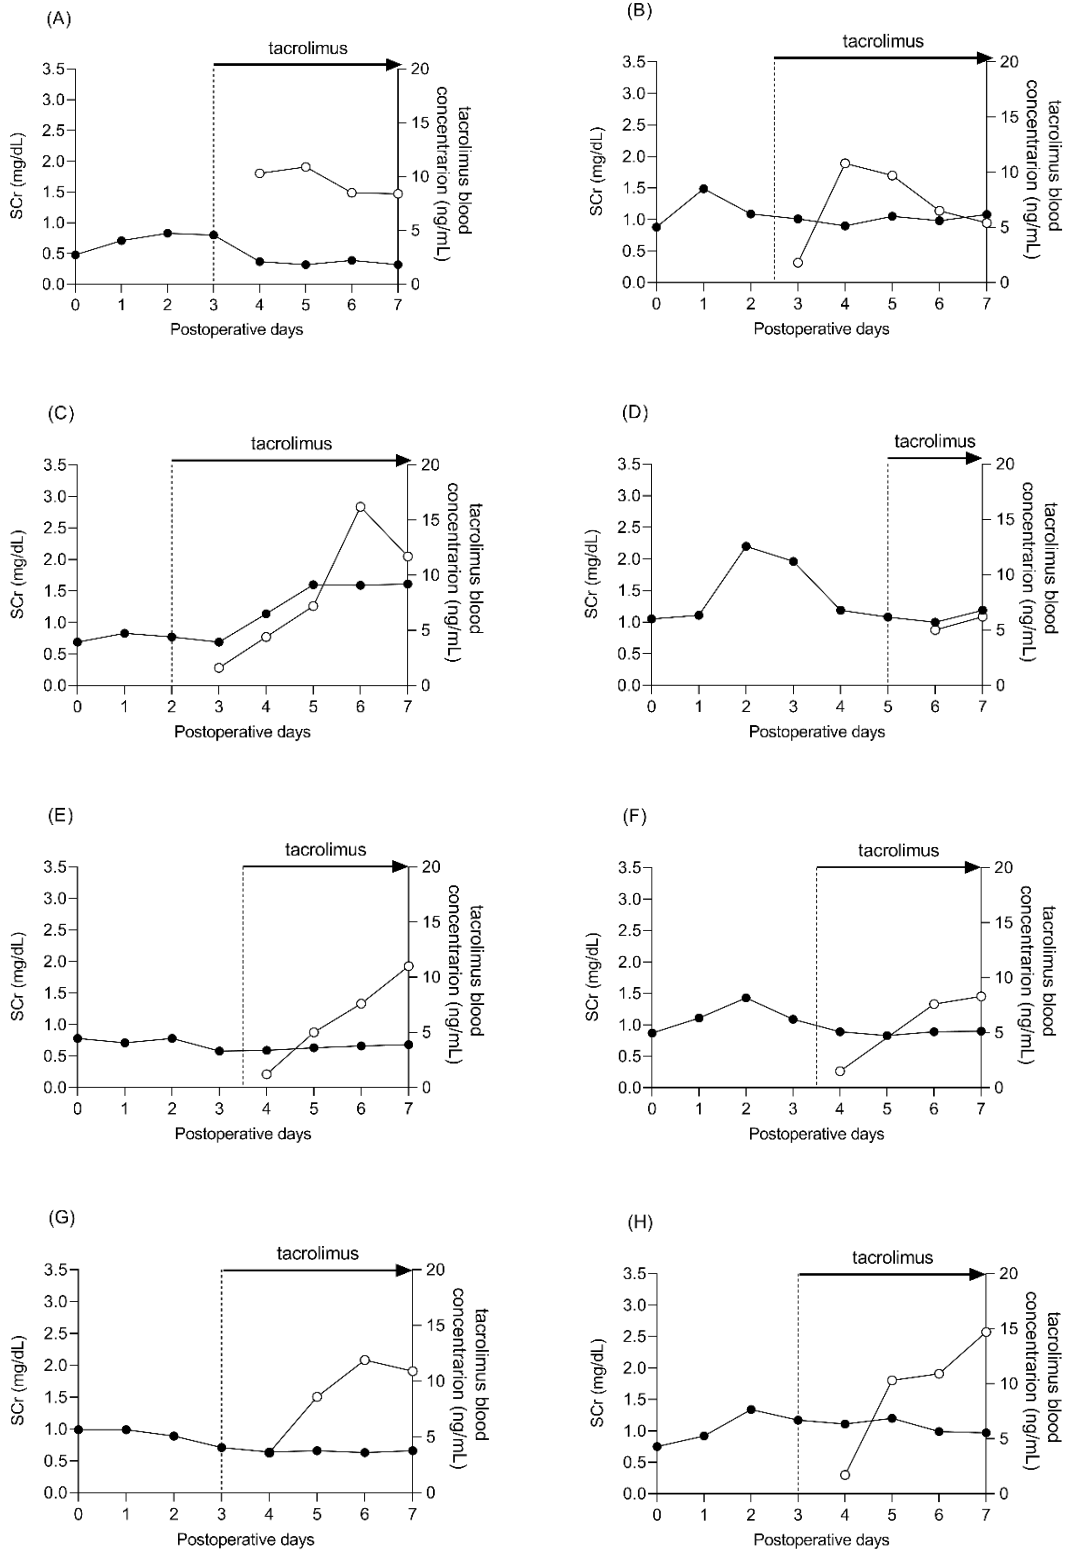 (A)
tacrolimus
3.5
3.0
2.5
2.0
1.5
1.0
0.5
0.0
SCr (mg/dL)
20
15
10
5
0
tacrolimus blood
concentrarion (ng/mL)
0 1 2 3 4 5 6 7
Postoperative days
(B)
tacrolimus
3.5
3.0
2.5
2.0
1.5
1.0
0.5
0.0
SCr (mg/dL)
20
15
10
5
0
tacrolimus blood
concentrarion (ng/mL)
0 1 2 3 4 5 6 7
Postoperative days
(C)
tacrolimus
3.5
3.0
2.5
2.0
1.5
1.0
0.5
0.0
SCr (mg/dL)
20
15
10
5
0
tacrolimus blood
concentrarion (ng/mL)
0 1 2 3 4 5 6 7
Postoperative days
(D)
tacrolimus
3.5
3.0
2.5
2.0
1.5
1.0
0.5
0.0
SCr (mg/dL)
20
15
10
5
0
tacrolimus blood
concentrarion (ng/mL)
0 1 2 3 4 5 6 7
Postoperative days
(E)
tacrolimus
3.5
3.0
2.5
2.0
1.5
1.0
0.5
0.0
SCr (mg/dL)
20
15
10
5
0
tacrolimus blood
concentrarion (ng/mL)
0 1 2 3 4 5 6 7
Postoperative days
(F)
tacrolimus
3.5
3.0
2.5
2.0
1.5
1.0
0.5
0.0
SCr (mg/dL)
20
15
10
5
0
tacrolimus blood
concentrarion (ng/mL)
0 1 2 3 4 5 6 7
Postoperative days
(G)
tacrolimus
3.5
3.0
2.5
2.0
1.5
1.0
0.5
0.0
SCr (mg/dL)
20
15
10
5
0
tacrolimus blood
concentrarion (ng/mL)
0 1 2 3 4 5 6 7
Postoperative days
(H)
tacrolimus
3.5
3.0
2.5
2.0
1.5
1.0
0.5
0.0
SCr (mg/dL)
20
15
10
5
0
tacrolimus blood
concentrarion (ng/mL)
0 1 2 3 4 5 6 7
Postoperative days